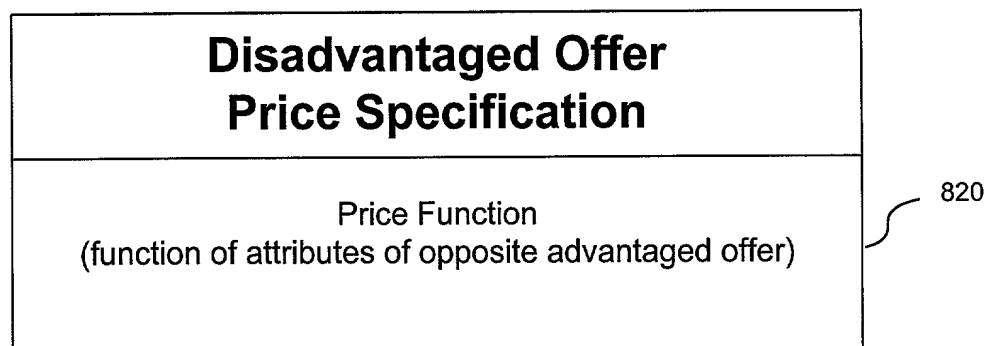 Disadvantaged Offer
Price Specification
820
Price Function
(function of attributes of opposite advantaged offer)